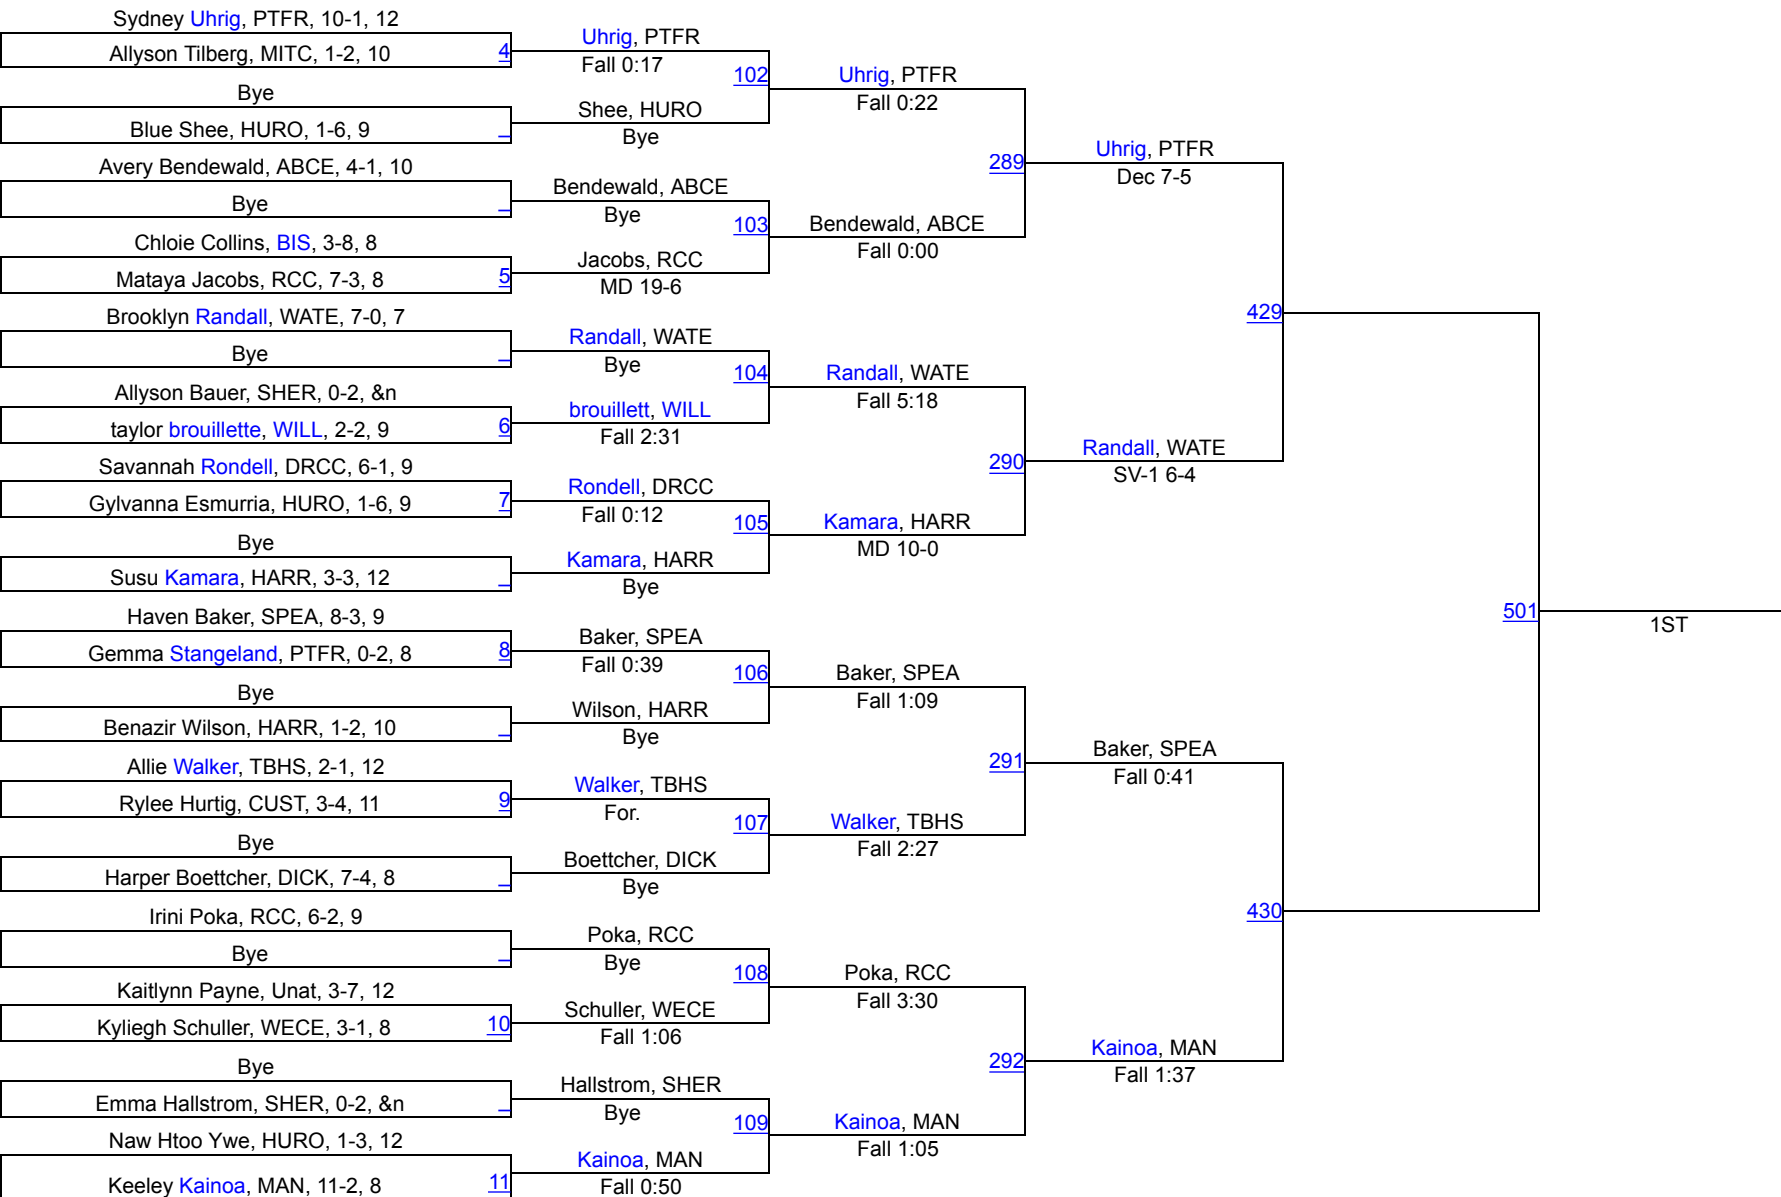 Sydney Uhrig, PTFR, 10-1, 12
Allyson Tilberg, MITC, 1-2, 10
4
Bye
Blue Shee, HURO, 1-6, 9
Avery Bendewald, ABCE, 4-1, 10
Bye
Chloie Collins, BIS, 3-8, 8
Mataya Jacobs, RCC, 7-3, 8
5
Brooklyn Randall, WATE, 7-0, 7
Bye
Allyson Bauer, SHER, 0-2, &n
taylor brouillette, WILL, 2-2, 9
6
Savannah Rondell, DRCC, 6-1, 9
Gylvanna Esmurria, HURO, 1-6, 9
7
Bye
Susu Kamara, HARR, 3-3, 12
Haven Baker, SPEA, 8-3, 9
Gemma Stangeland, PTFR, 0-2, 8
8
Bye
Benazir Wilson, HARR, 1-2, 10
Allie Walker, TBHS, 2-1, 12
Rylee Hurtig, CUST, 3-4, 11
9
Bye
Harper Boettcher, DICK, 7-4, 8
Irini Poka, RCC, 6-2, 9
Bye
Kaitlynn Payne, Unat, 3-7, 12
Kyliegh Schuller, WECE, 3-1, 8
10
Bye
Emma Hallstrom, SHER, 0-2, &n
Naw Htoo Ywe, HURO, 1-3, 12
Keeley Kainoa, MAN, 11-2, 8
11
Uhrig, PTFR
Fall 0:17
102
Shee, HURO
Bye
Bendewald, ABCE
Bye
103
Jacobs, RCC
MD 19-6
Randall, WATE
Bye
104
brouillett, WILL
Fall 2:31
Rondell, DRCC
Fall 0:12
105
Kamara, HARR
Bye
Baker, SPEA
Fall 0:39
106
Wilson, HARR
Bye
Walker, TBHS
For.
107
Boettcher, DICK
Bye
Poka, RCC
Bye
108
Schuller, WECE
Fall 1:06
Hallstrom, SHER
Bye
109
Kainoa, MAN
Fall 0:50
Uhrig, PTFR
Fall 0:22
289
Bendewald, ABCE
Fall 0:00
Randall, WATE
Fall 5:18
290
Kamara, HARR
MD 10-0
Baker, SPEA
Fall 1:09
291
Walker, TBHS
Fall 2:27
Poka, RCC
Fall 3:30
292
Kainoa, MAN
Fall 1:05
Uhrig, PTFR
Dec 7-5
429
Randall, WATE
SV-1 6-4
Baker, SPEA
Fall 0:41
430
Kainoa, MAN
Fall 1:37
501
1ST